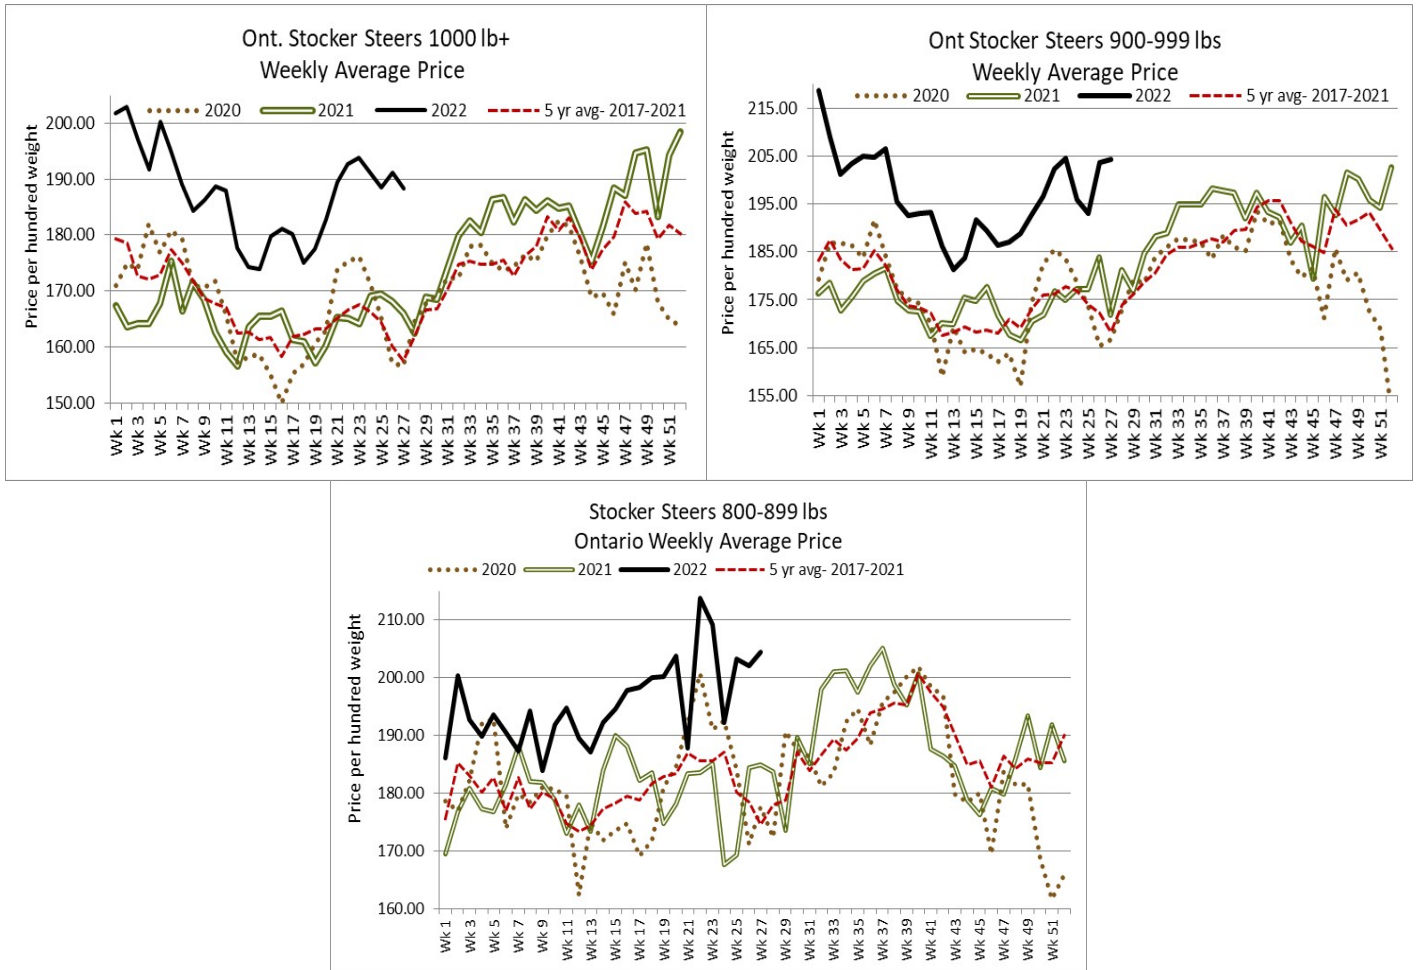 Ont. Stocker Steers 1000 lb+
Weekly Average Price
2020 2021 2022 5 yr avg- 2017-2021
Price per hundred weight
200.00
190.00
180.00
170.00
160.00
150.00
Wk 1 Wk 3 Wk 5 Wk 7 Wk 9 Wk 11 Wk 13 Wk 15 Wk 17 Wk 19 Wk 21 Wk 23 Wk 25 Wk 27 Wk 29 Wk 31 Wk 33 Wk 35 Wk 37 Wk 39 Wk 41 Wk 43 Wk 45 Wk 47 Wk 49 Wk 51
Ont Stocker Steers 900-999 lbs
Weekly Average Price
2020 2021 2022 5 yr avg- 2017-2021
Price per hundred weight
215.00
205.00
195.00
185.00
175.00
165.00
155.00
Wk 1 Wk 3 Wk 5 Wk 7 Wk 9 Wk 11 Wk 13 Wk 15 Wk 17 Wk 19 Wk 21 Wk 23 Wk 25 Wk 27 Wk 29 Wk 31 Wk 33 Wk 35 Wk 37 Wk 39 Wk 41 Wk 43 Wk 45 Wk 47 Wk 49 Wk 51
Stocker Steers 800-899 lbs
Ontario Weekly Average Price
2020 2021 2022 5 yr avg- 2017-2021
Price per hundred weight
210.00
200.00
190.00
180.00
170.00
160.00
Wk 1 Wk 3 Wk 5 Wk 7 Wk 9 Wk 11 Wk 13 Wk 15 Wk 17 Wk 19 Wk 21 Wk 23 Wk 25 Wk 27 Wk 29 Wk 31 Wk 33 Wk 35 Wk 37 Wk 39 Wk 41 Wk 43 Wk 45 Wk 47 Wk 49 Wk 51